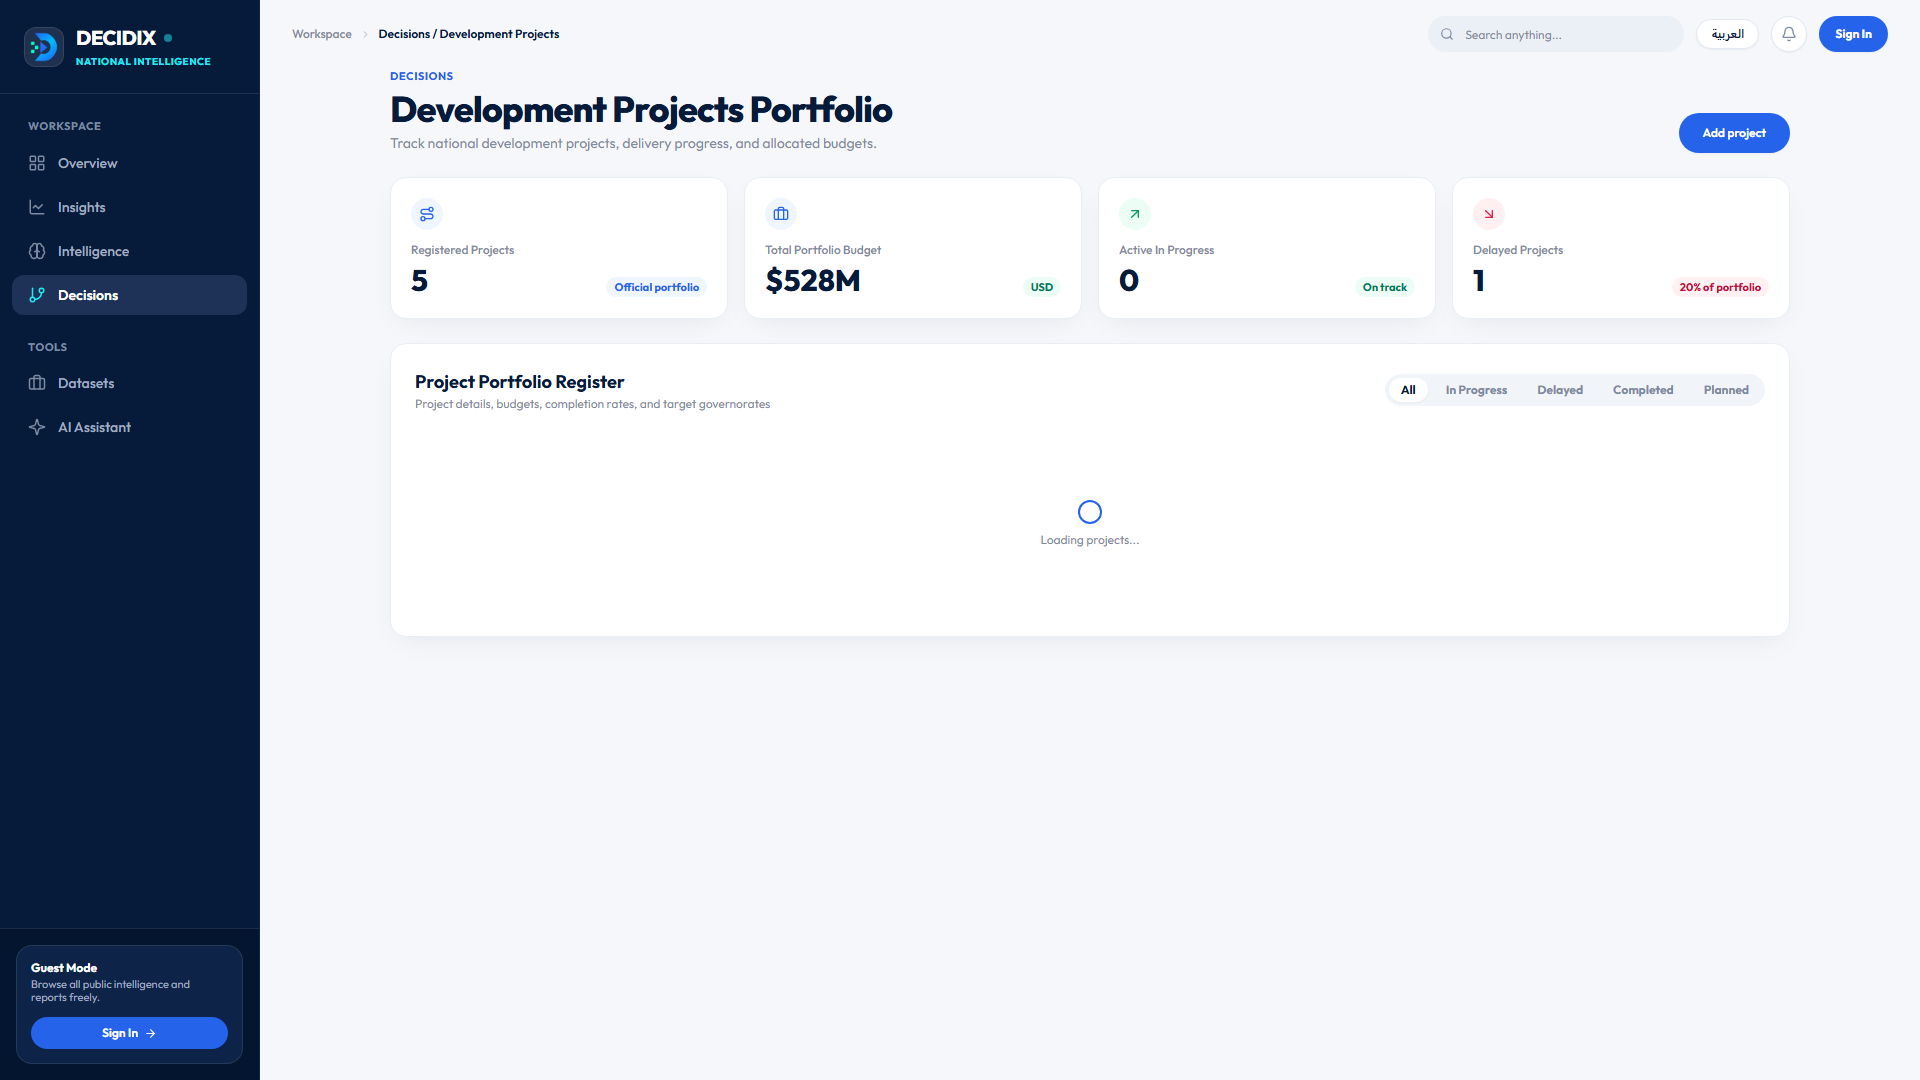 DECIDIX
NATIONAL INTELLIGENCE
WORKSPACE
Overview
Insights
Intelligence
Decisions
TOOLS
Datasets
AI Assistant
Guest Mode
Browse all public intelligence and
reports freely.
Sign In
Workspace
Decisions / Development Projects
Search anything...
العربية
Sign In
DECISIONS
Development Projects Portfolio
Track national development projects, delivery progress, and allocated budgets.
Add project
Registered Projects
5
Official portfolio
Total Portfolio Budget
$528M
USD
Active In Progress
0
On track
Delayed Projects
1
20% of portfolio
Project Portfolio Register
Project details, budgets, completion rates, and target governorates
All
In Progress
Delayed
Completed
Planned
Loading projects...